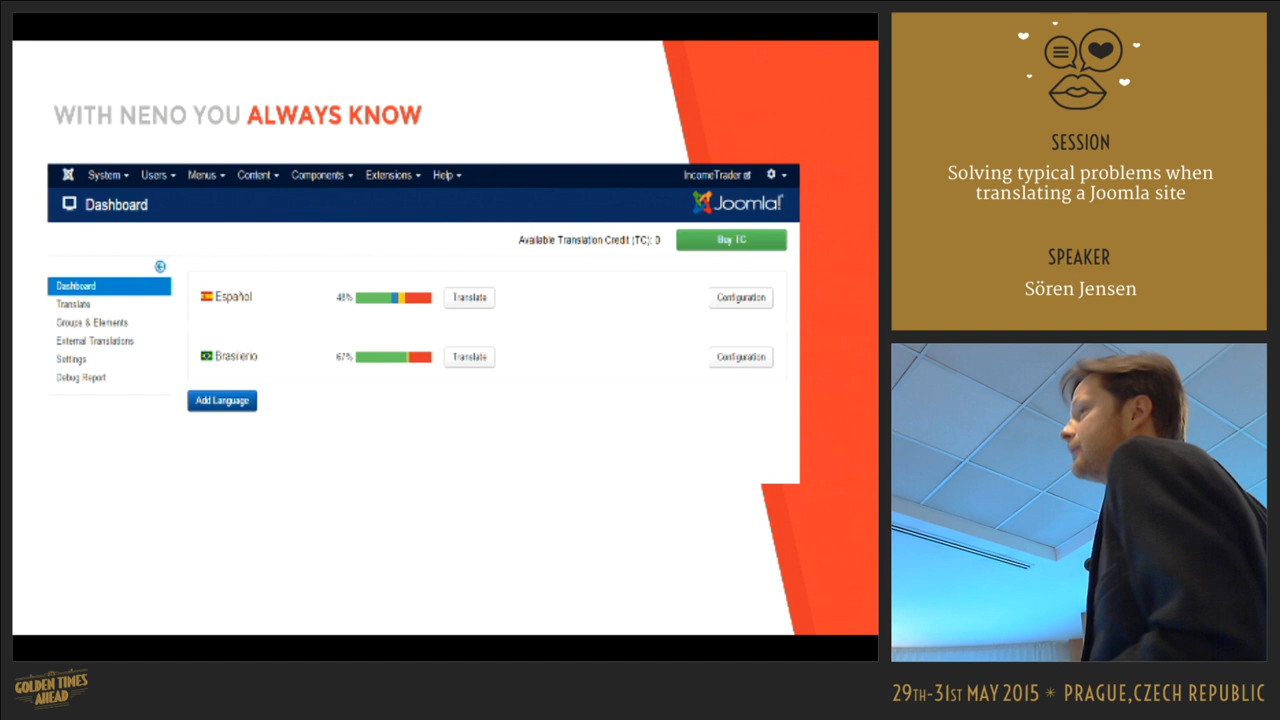 WITH NENO YOU ALWAYS KNOW
System Users Menus Content Components Extensions Help IncomeTrader
Dashboard Joomla!
Available Translation Credit (TC): 0 Buy TC
Dashboard
Translate
Groups & Elements
External Translations
Settings
Debug Report
Español 48% Translate Configuration
Brasilerio 67% Translate Configuration
Add Language
SESSION
Solving typical problems when
translating a Joomla site
SPEAKER
Sören Jensen
GOLDEN TIMES
AHEAD
29TH-31ST MAY 2015 * PRAGUE,CZECH REPUBLIC